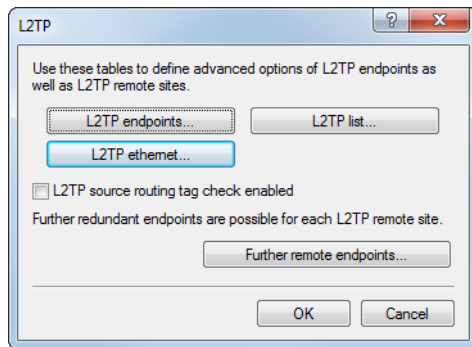 L2TP
Use these tables to define advanced options of L2TP endpoints as
well as L2TP remote sites.
L2TP endpoints...
L2TP list...
L2TP ethernet...
L2TP source routing tag check enabled
Further redundant endpoints are possible for each L2TP remote site.
Further remote endpoints...
OK
Cancel